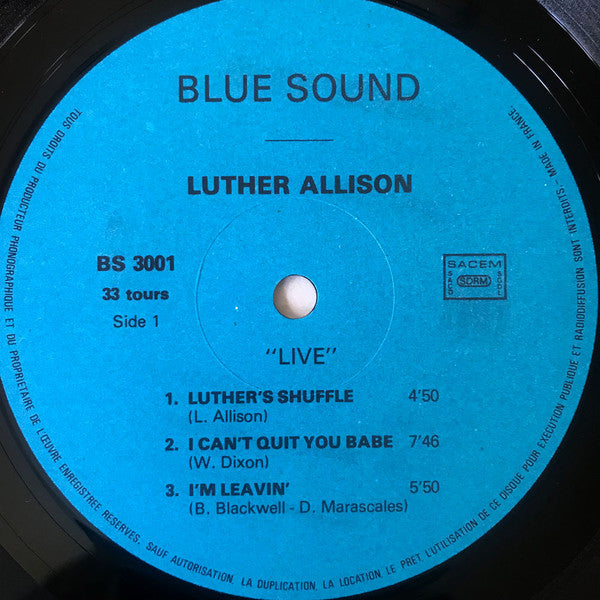 BLUE SOUND
LUTHER ALLISON
BS 3001
33 tours
Side 1
SACEM
SACD
SDRM
SGDL
"LIVE"
1. LUTHER'S SHUFFLE 4'50
(L. Allison)
2. I CAN'T QUIT YOU BABE 7'46
(W. Dixon)
3. I'M LEAVIN' 5'50
(B. Blackwell - D. Marascales)
TOUS DROITS DU PRODUCTEUR PHONOGRAPHIQUE ET DU PROPRIETAIRE DE L'ŒUVRE ENREGISTREE RESERVES. SAUF AUTORISATION, LA DUPLICATION, LA LOCATION, LE PRET, L'UTILISATION DE CE DISQUE POUR EXECUTION PUBLIQUE ET RADIODIFFUSION SONT INTERDITS - MADE IN FRANCE.